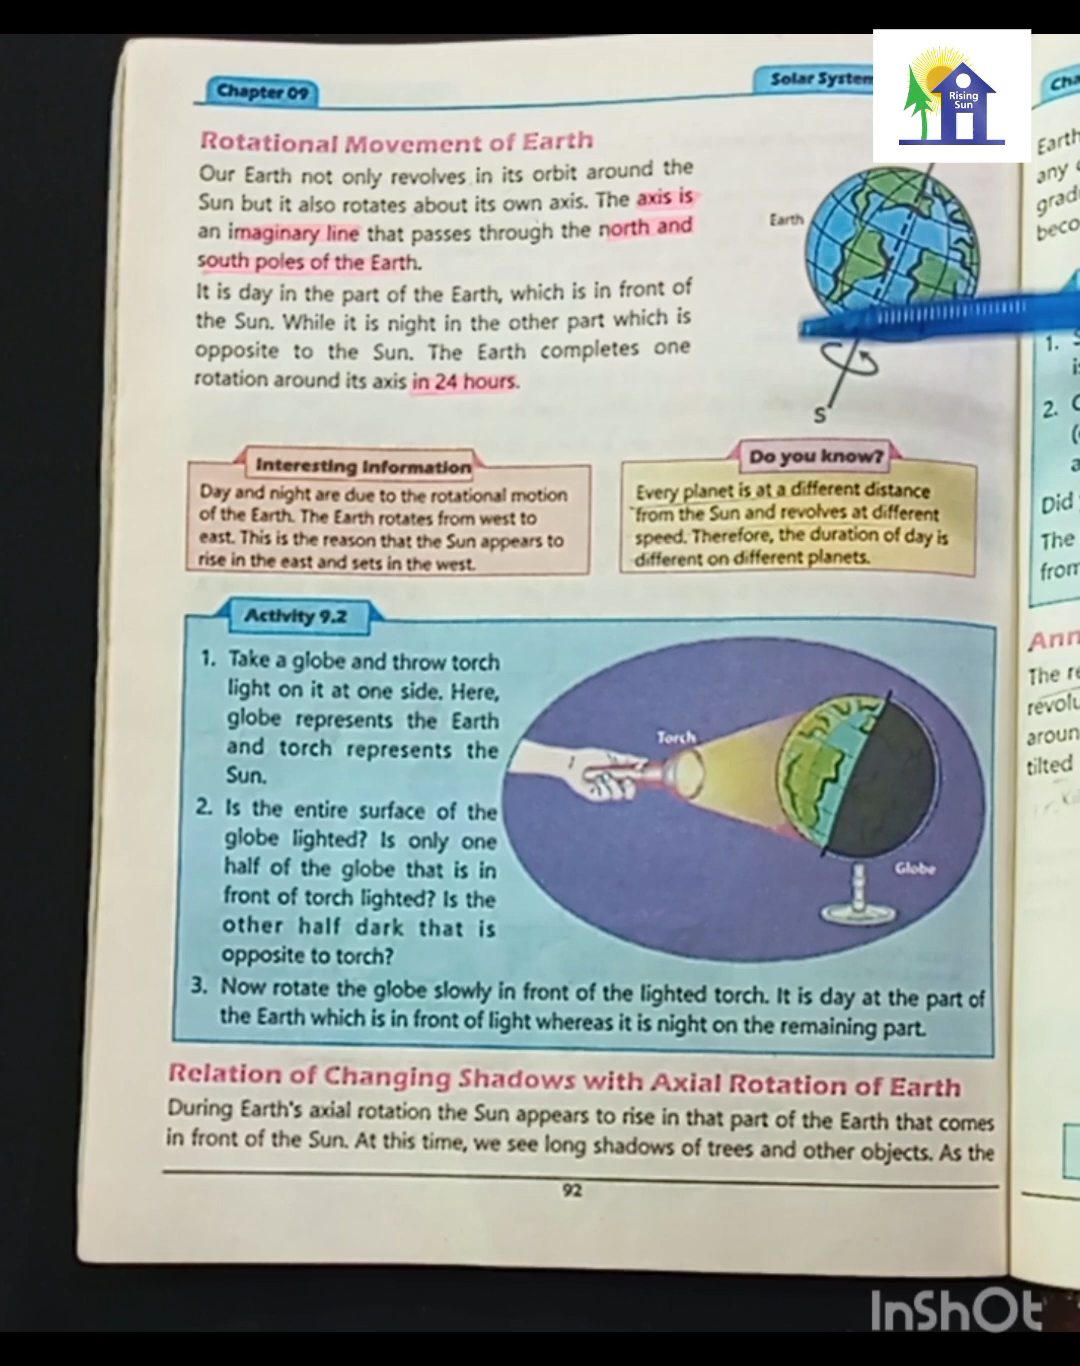 Chapter 09
Solar System
Rising
Sun
Rotational Movement of Earth
Our Earth not only revolves in its orbit around the
Sun but it also rotates about its own axis. The axis is
an imaginary line that passes through the north and
south poles of the Earth.
It is day in the part of the Earth, which is in front of
the Sun. While it is night in the other part which is
opposite to the Sun. The Earth completes one
rotation around its axis in 24 hours.
Earth
S
Interesting Information
Day and night are due to the rotational motion
of the Earth. The Earth rotates from west to
east. This is the reason that the Sun appears to
rise in the east and sets in the west.
Do you know?
Every planet is at a different distance
from the Sun and revolves at different
speed. Therefore, the duration of day is
different on different planets.
Activity 9.2
1. Take a globe and throw torch
light on it at one side. Here,
globe represents the Earth
and torch represents the
Sun.
2. Is the entire surface of the
globe lighted? Is only one
half of the globe that is in
front of torch lighted? Is the
other half dark that is
opposite to torch?
3. Now rotate the globe slowly in front of the lighted torch. It is day at the part of
the Earth which is in front of light whereas it is night on the remaining part.
Torch
Globe
Relation of Changing Shadows with Axial Rotation of Earth
During Earth's axial rotation the Sun appears to rise in that part of the Earth that comes
in front of the Sun. At this time, we see long shadows of trees and other objects. As the
92
Earth
any
1.
2.
Did
The
from
The
tilted
InShOt